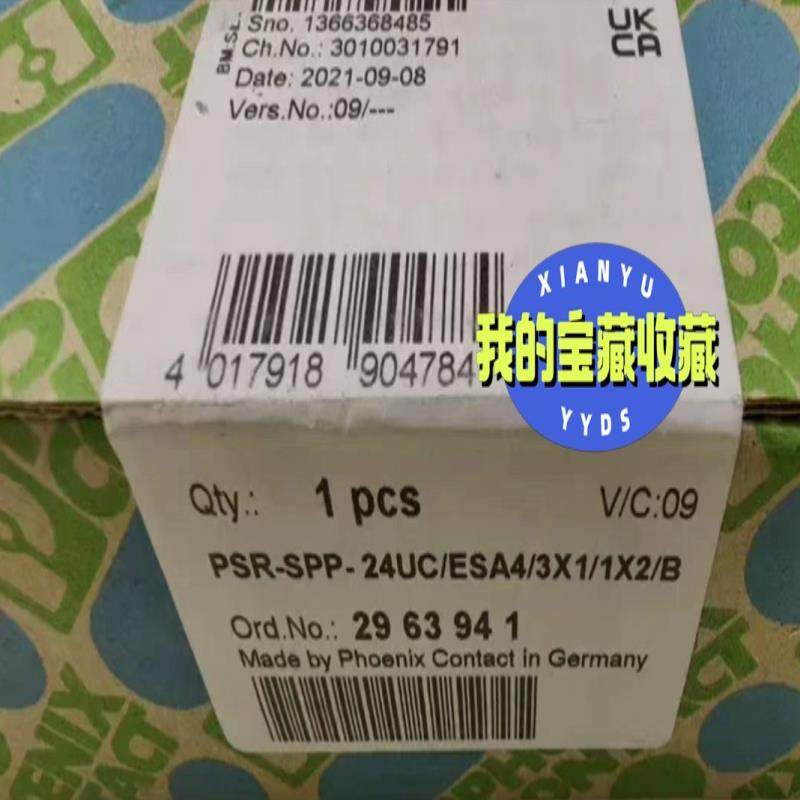 BM.S.L.
Sno. 1366368485
Ch.No.: 3010031791
Date: 2021-09-08
Vers.No.:09/---
UK
CA
4 017918 904784
XIANYU
我的宝藏收藏
YYDS
Qty.: 1 pcs V/C:09
PSR-SPP- 24UC/ESA4/3X1/1X2/B
Ord.No.: 29 63 94 1
Made by Phoenix Contact in Germany